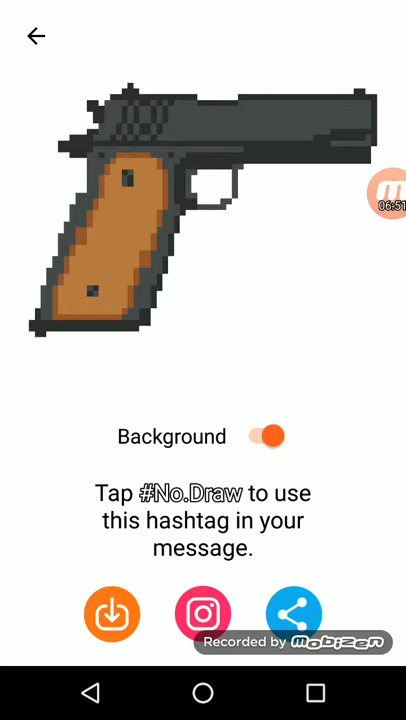 06:51
Background
Tap #No.Draw to use
this hashtag in your
message.
Recorded by mobizen